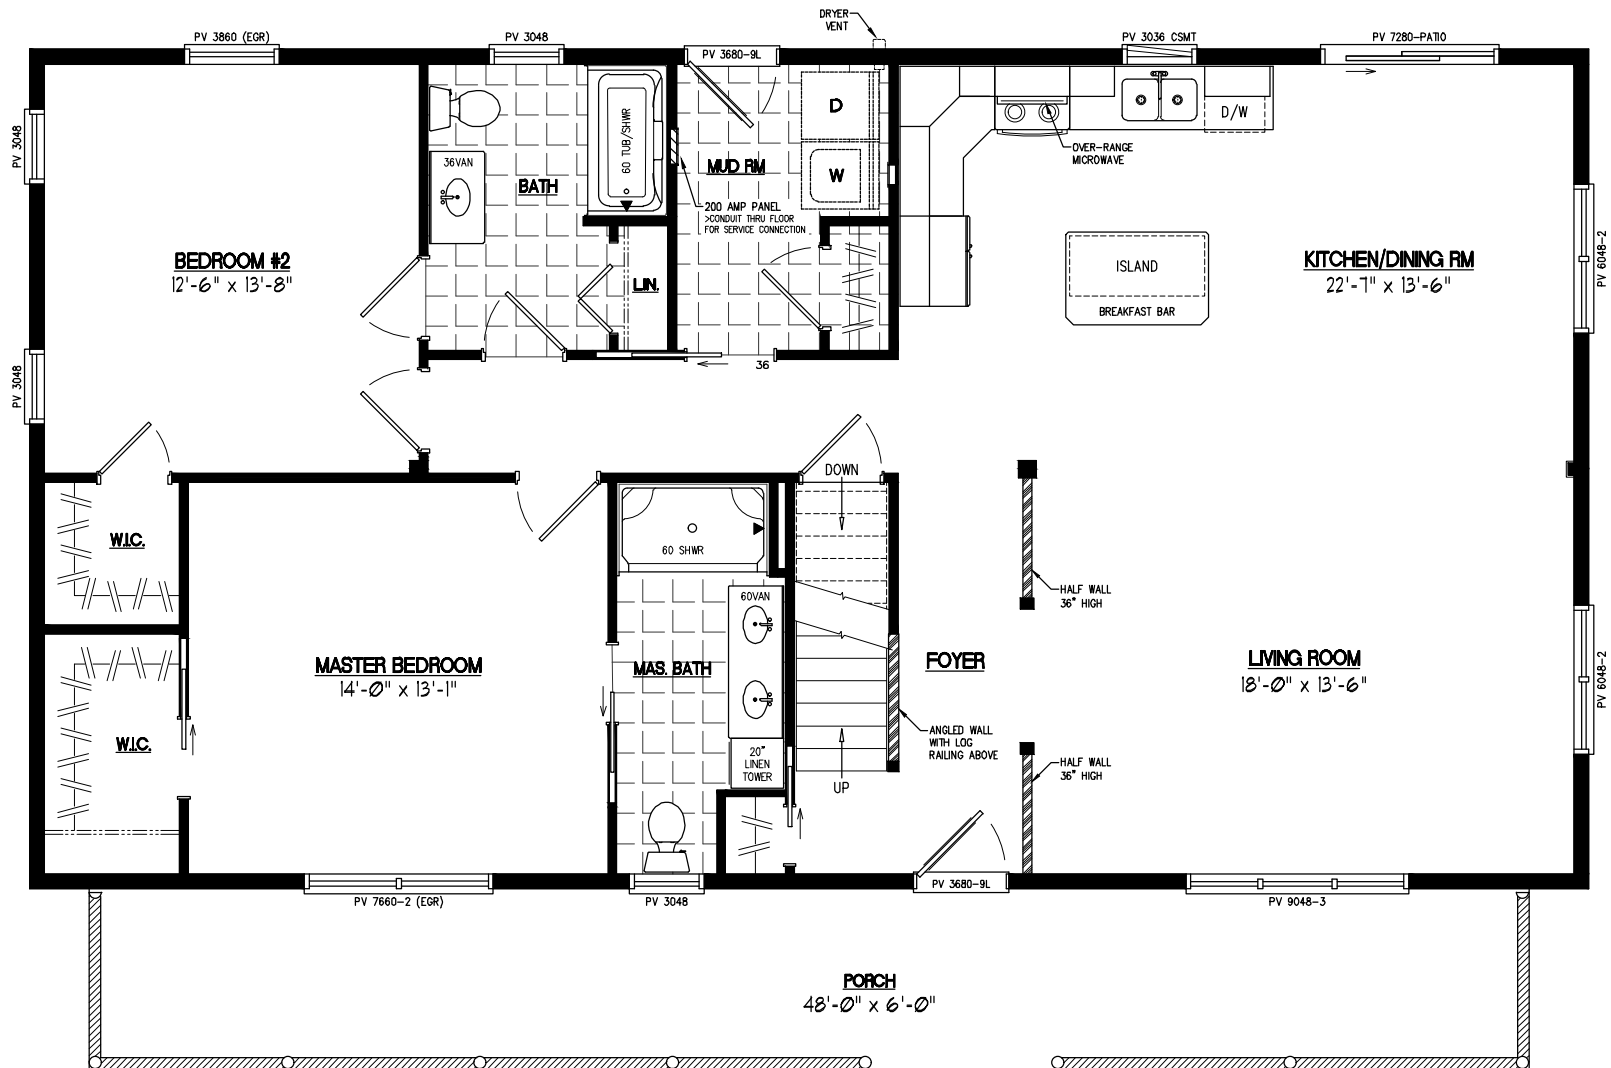 DRYER
VENT
PV 3860 (EGR)
PV 3048
PV 3680-9L
PV 3036 CSMT
PV 7280-PATIO
PV 3048
60 TUB/SHWR
D
D/W
36VAN
BATH
MUD RM
W
OVER-RANGE
MICROWAVE
200 AMP PANEL
>CONDUIT THRU FLOOR
FOR SERVICE CONNECTION
BEDROOM #2
12'-6" x 13'-8"
LIN.
ISLAND
BREAKFAST BAR
KITCHEN/DINING RM
22'-7" x 13'-6"
PV 6048-2
PV 3048
36
DOWN
W.I.C.
60 SHWR
60VAN
HALF WALL
36" HIGH
MASTER BEDROOM
14'-0" x 13'-1"
MAS. BATH
FOYER
LIVING ROOM
18'-0" x 13'-6"
PV 6048-2
W.I.C.
20"
LINEN
TOWER
UP
ANGLED WALL
WITH LOG
RAILING ABOVE
HALF WALL
36" HIGH
PV 7660-2 (EGR)
PV 3048
PV 3680-9L
PV 9048-3
PORCH
48'-0" x 6'-0"